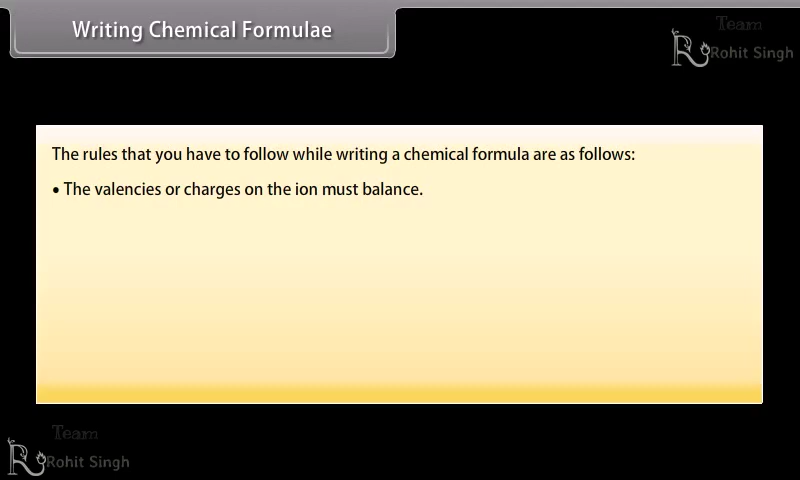 Writing Chemical Formulae
Team
Rohit Singh
The rules that you have to follow while writing a chemical formula are as follows:
• The valencies or charges on the ion must balance.
Team
Rohit Singh